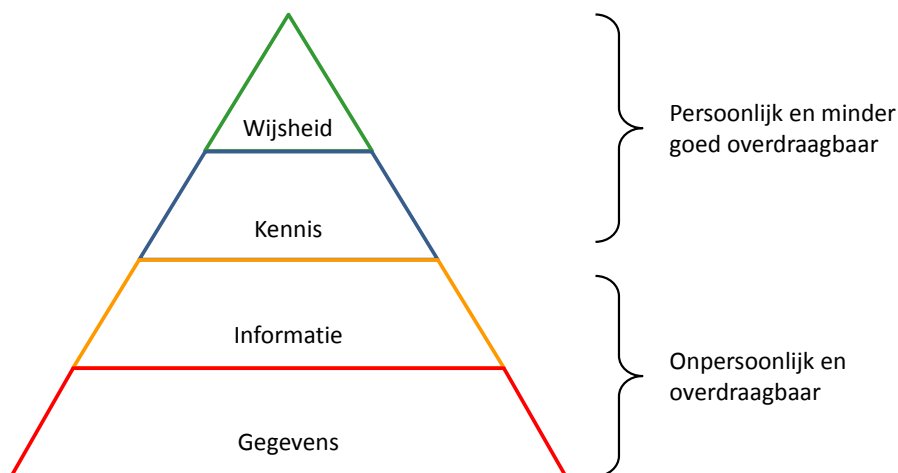 Wijsheid
Kennis
Informatie
Gegevens
Persoonlijk en minder
goed overdraagbaar
Onpersoonlijk en
overdraagbaar